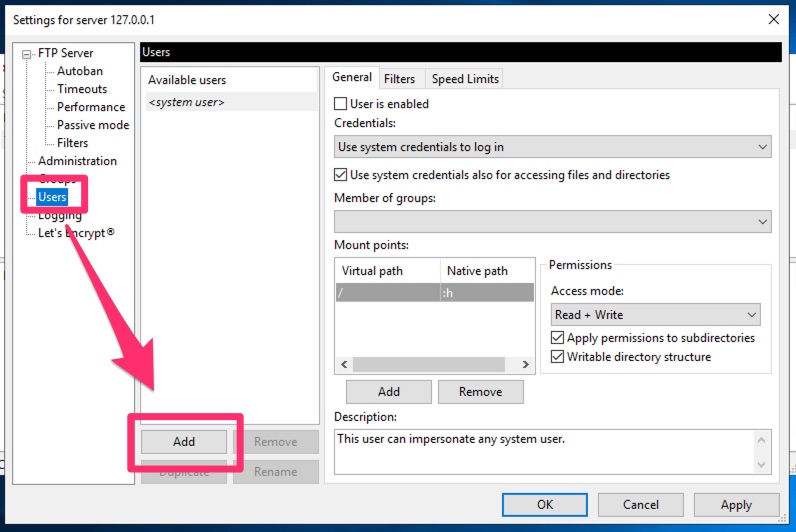 Settings for server 127.0.0.1
FTP Server
Autoban
Timeouts
Performance
Passive mode
Filters
Administration
Groups
Users
Logging
Let's Encrypt®
Users
Available users
<system user>
Add
Remove
Duplicate
Rename
General
Filters
Speed Limits
User is enabled
Credentials:
Use system credentials to log in
Use system credentials also for accessing files and directories
Member of groups:
Mount points:
Virtual path
Native path
/
:h
Add
Remove
Permissions
Access mode:
Read + Write
Apply permissions to subdirectories
Writable directory structure
Description:
This user can impersonate any system user.
OK
Cancel
Apply